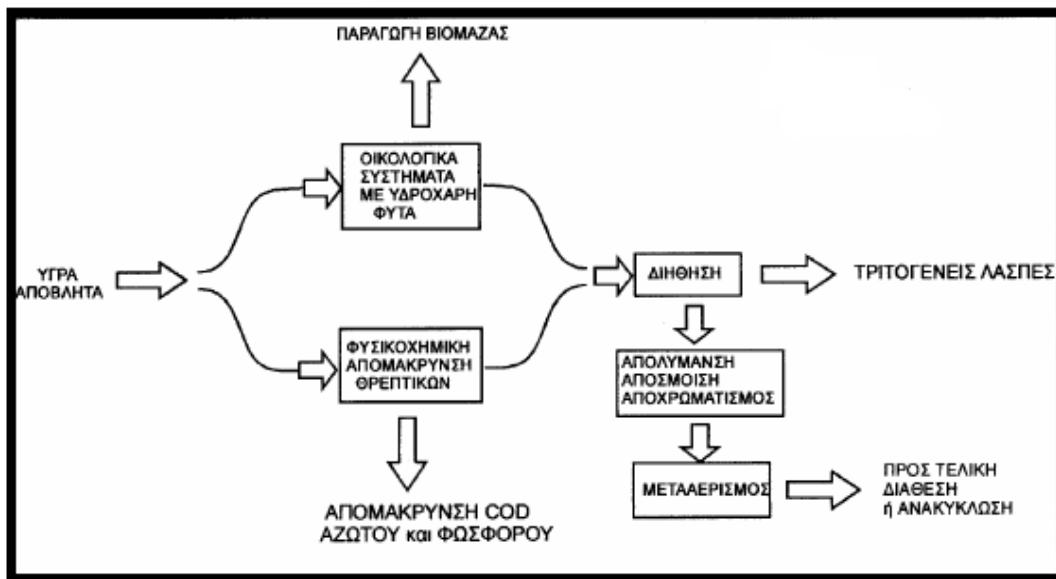 ΠΑΡΑΓΩΓΗ ΒΙΟΜΑΖΑΣ
ΟΙΚΟΛΟΓΙΚΑ
ΣΥΣΤΗΜΑΤΑ
ΜΕ ΥΔΡΟΧΑΡΗ
ΦΥΤΑ
ΥΓΡΑ
ΑΠΟΒΛΗΤΑ
ΦΥΣΙΚΟΧΗΜΙΚΗ
ΑΠΟΜΑΚΡΥΝΣΗ
ΘΡΕΠΤΙΚΩΝ
ΑΠΟΜΑΚΡΥΝΣΗ COD
ΑΖΩΤΟΥ και ΦΩΣΦΟΡΟΥ
ΔΙΗΘΗΣΗ
ΤΡΙΤΟΓΕΝΕΙΣ ΛΑΣΠΕΣ
ΑΠΟΛΥΜΑΝΣΗ
ΑΠΟΣΜΟΙΣΗ
ΑΠΟΧΡΩΜΑΤΙΣΜΟΣ
ΜΕΤΑΑΕΡΙΣΜΟΣ
ΠΡΟΣ ΤΕΛΙΚΗ
ΔΙΑΘΕΣΗ
ή ΑΝΑΚΥΚΛΩΣΗ